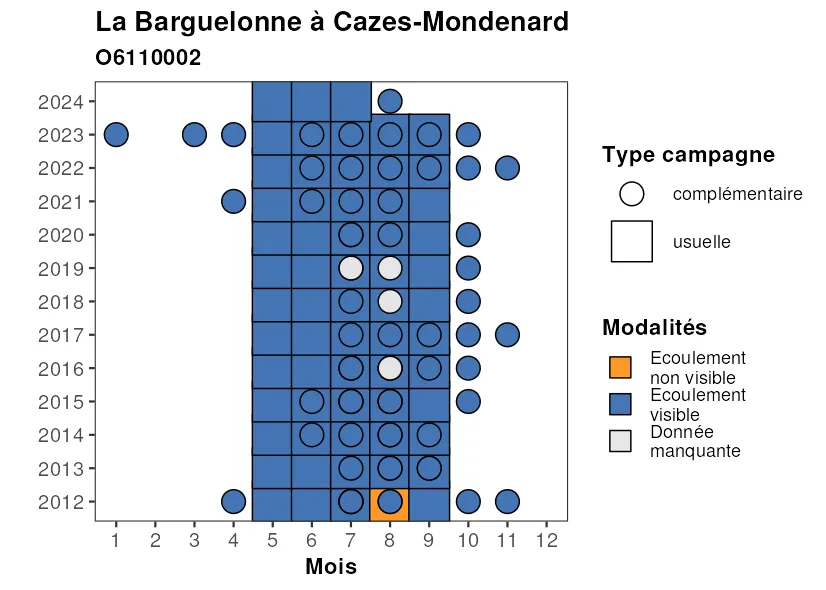 La Barguelonne à Cazes-Mondenard
O6110002
2024
2023
2022
2021
2020
2019
2018
2017
2016
2015
2014
2013
2012
1 2 3 4 5 6 7 8 9 10 11 12
Mois
Type campagne
complémentaire
usuelle
Modalités
Ecoulement
non visible
Ecoulement
visible
Donnée
manquante